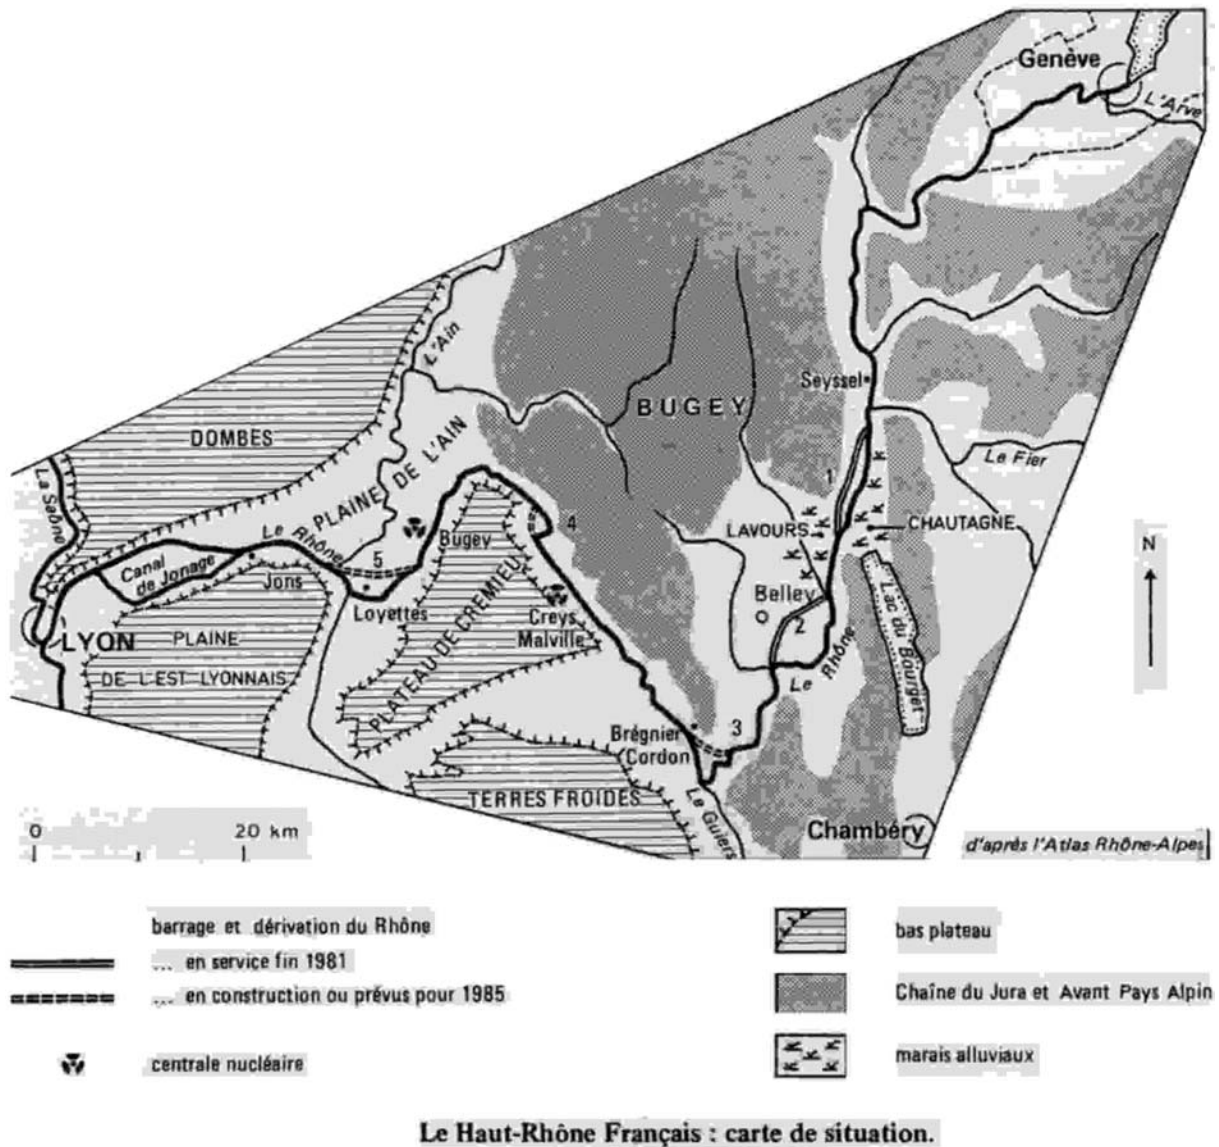 Genève
L'Arve
L'Ain
Seyssel
BUGEY
DOMBES
La Saône
PLAINE DE L'AIN
Le Fier
1
4
LAVOURS
CHAUTAGNE
N
Le Rhône
5
Bugey
Canal
de Jonage
Jons
Loyettes
Belley
2
Creys
Malville
LYON
PLAINE
DE L'EST LYONNAIS
PLATEAU DE CREMIEU
Le Rhône
Lac du Bourget
Brégnier
Cordon
3
TERRES FROIDES
Le Guiers
Chambéry
0 20 km
d'après l'Atlas Rhône-Alpes
barrage et dérivation du Rhône
... en service fin 1981
... en construction ou prévus pour 1985
centrale nucléaire
bas plateau
Chaîne du Jura et Avant Pays Alpin
marais alluviaux
Le Haut-Rhône Français : carte de situation.